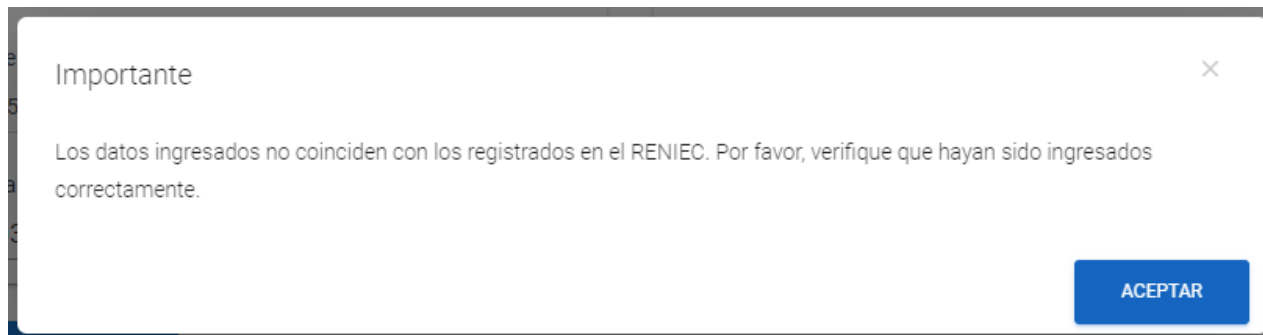 Importante
Los datos ingresados no coinciden con los registrados en el RENIEC. Por favor, verifique que hayan sido ingresados
correctamente.
ACEPTAR